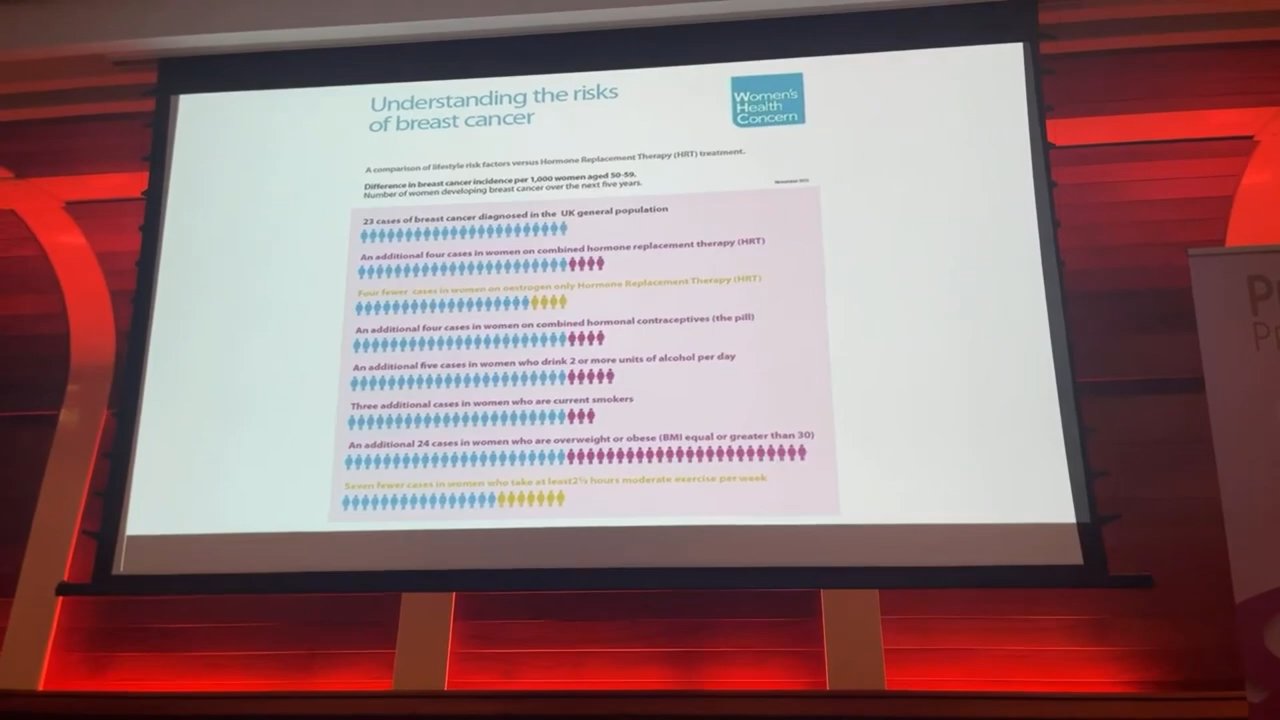 Understanding the risks
of breast cancer
Women's
Health
Concern
A comparison of lifestyle risk factors versus Hormone Replacement Therapy (HRT) treatment.
Difference in breast cancer incidence per 1,000 women aged 50-59.
Number of women developing breast cancer over the next five years.
23 cases of breast cancer diagnosed in the UK general population
An additional four cases in women on combined hormone replacement therapy (HRT)
Four fewer cases in women on oestrogen only Hormone Replacement Therapy (HRT)
An additional four cases in women on combined hormonal contraceptives (the pill)
An additional five cases in women who drink 2 or more units of alcohol per day
Three additional cases in women who are current smokers
An additional 24 cases in women who are overweight or obese (BMI equal or greater than 30)
Seven fewer cases in women who take at least2½ hours moderate exercise per week